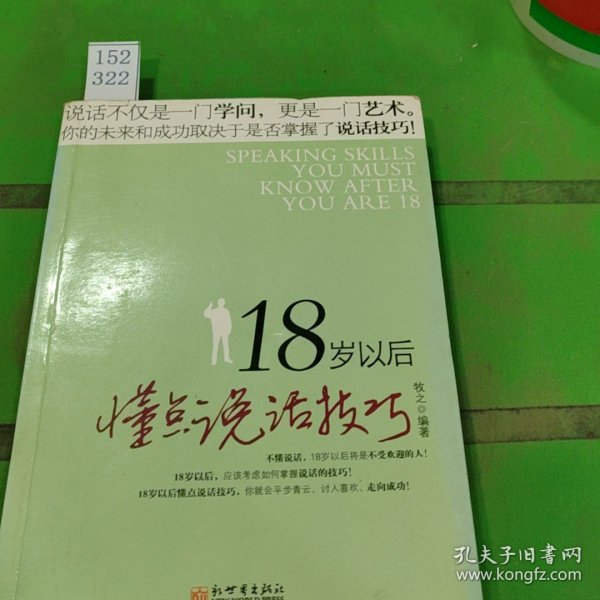 152
322
说话不仅是一门学问，更是一门艺术。
你的未来和成功取决于是否掌握了说话技巧！
SPEAKING SKILLS
YOU MUST
KNOW AFTER
YOU ARE 18
18岁以后
懂点说话技巧
牧之◎编著
不懂说话，18岁以后将是不受欢迎的人！
18岁以后，应该考虑如何掌握说话的技巧！
18岁以后懂点说话技巧，你就会平步青云、讨人喜欢、走向成功！
新世界出版社
孔夫子旧书网
www.kongfz.com